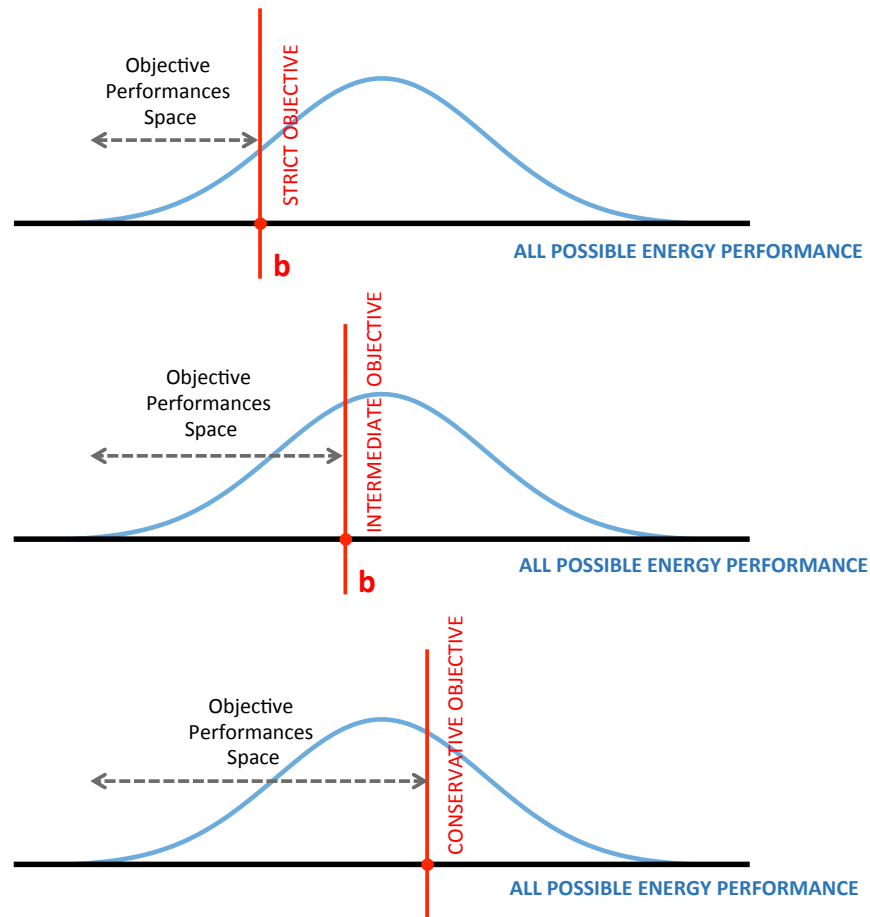 Objective
Performances
Space
STRICT OBJECTIVE
b
ALL POSSIBLE ENERGY PERFORMANCE
Objective
Performances
Space
INTERMEDIATE OBJECTIVE
b
ALL POSSIBLE ENERGY PERFORMANCE
Objective
Performances
Space
CONSERVATIVE OBJECTIVE
ALL POSSIBLE ENERGY PERFORMANCE